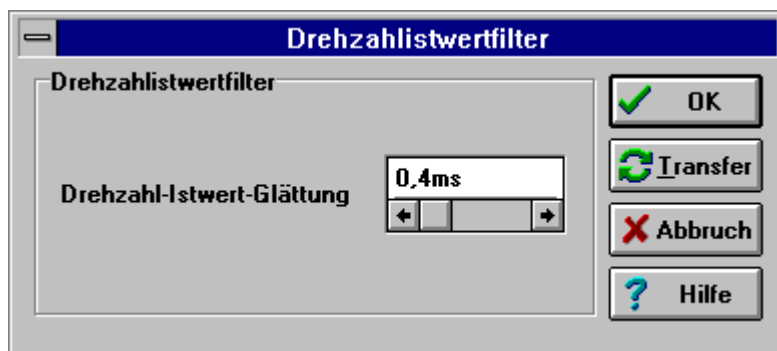 Drehzahlistwertfilter
Drehzahlistwertfilter
OK
0,4ms
Transfer
Drehzahl-Istwert-Glättung
Abbruch
? Hilfe